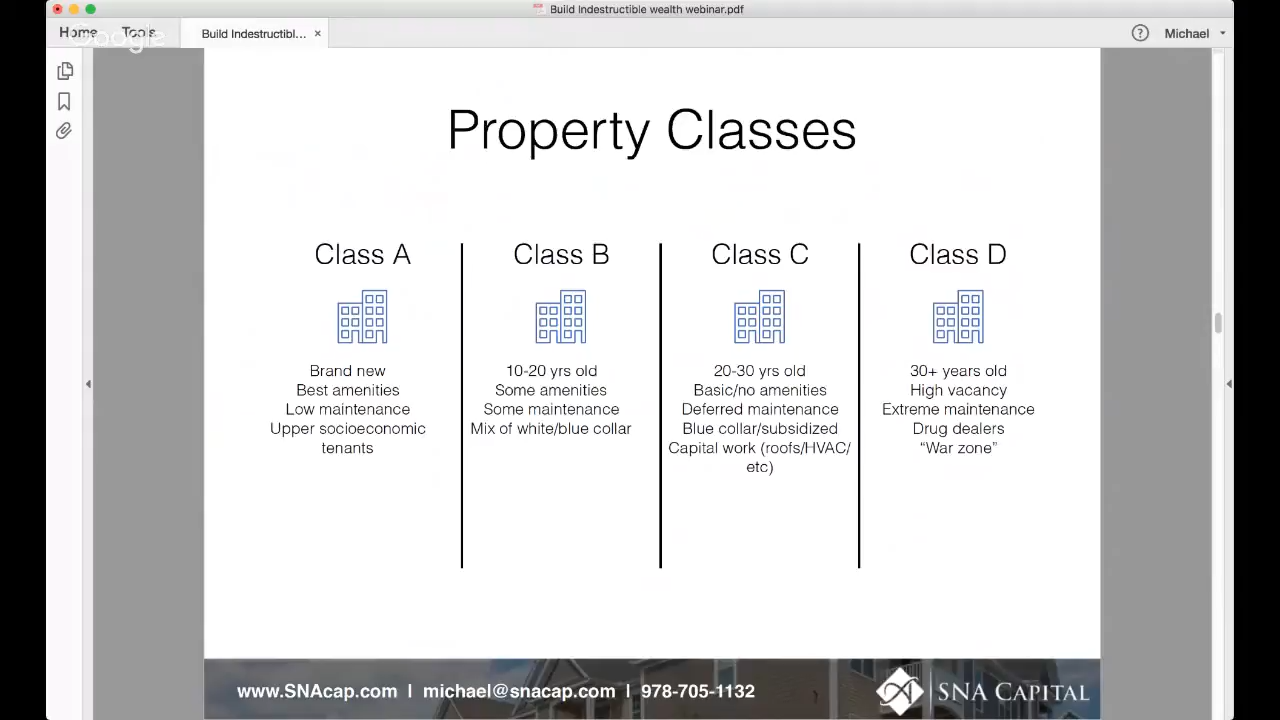 Build Indestructible wealth webinar.pdf
Home
Tools
Google
Build Indestructibl... ×
? Michael
Property Classes
Class A
Brand new
Best amenities
Low maintenance
Upper socioeconomic
tenants
Class B
10-20 yrs old
Some amenities
Some maintenance
Mix of white/blue collar
Class C
20-30 yrs old
Basic/no amenities
Deferred maintenance
Blue collar/subsidized
Capital work (roofs/HVAC/
etc)
Class D
30+ years old
High vacancy
Extreme maintenance
Drug dealers
“War zone”
www.SNAcap.com | michael@snacap.com | 978-705-1132
SNA CAPITAL